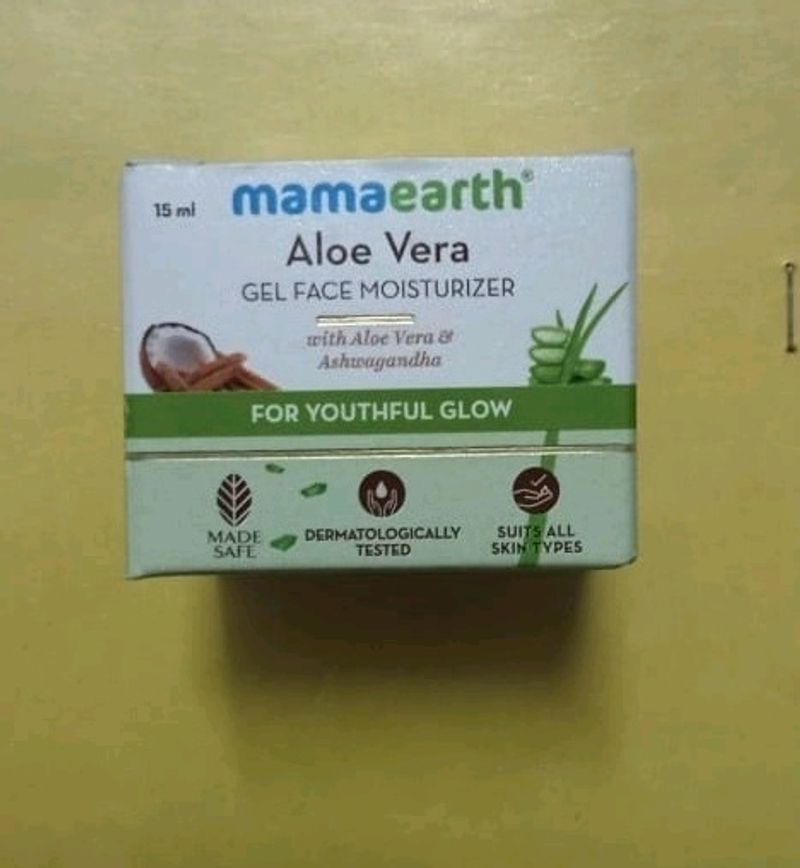 15 ml
mamaearth®
Aloe Vera
GEL FACE MOISTURIZER
with Aloe Vera &
Ashwagandha
FOR YOUTHFUL GLOW
MADE
SAFE
DERMATOLOGICALLY
TESTED
SUITS ALL
SKIN TYPES